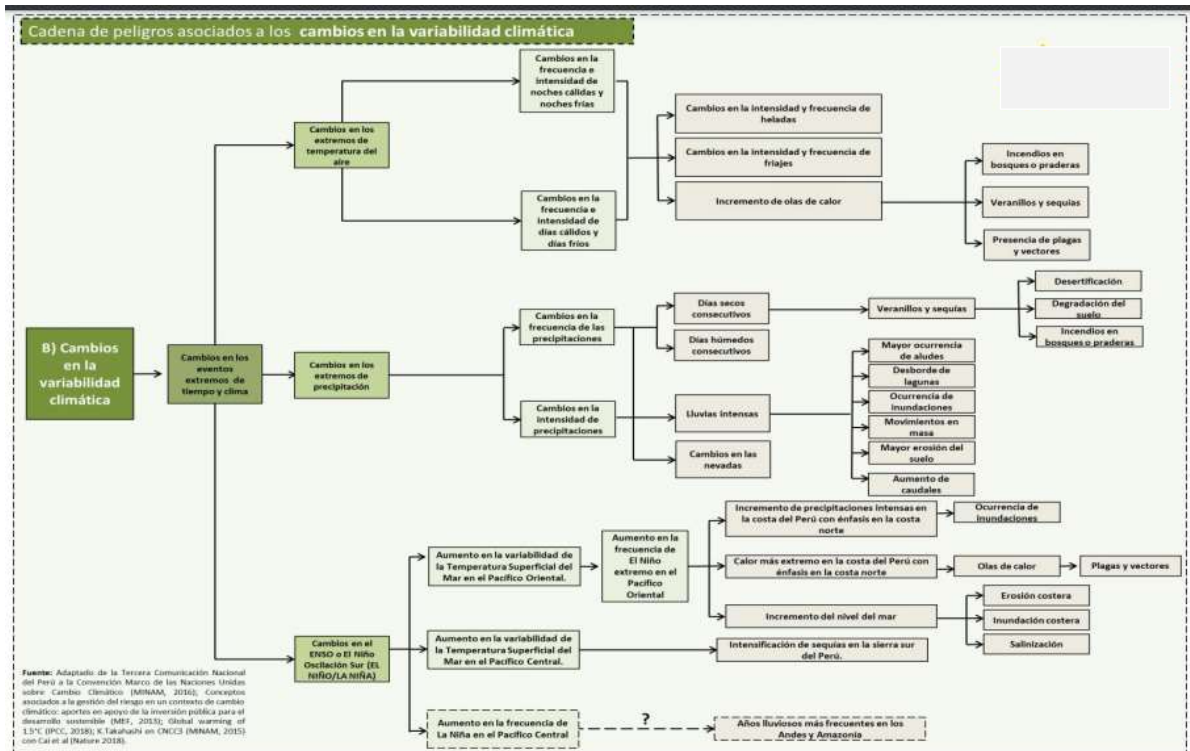 Cadena de peligros asociados a los cambios en la variabilidad climática
B) Cambios
en la
variabilidad
climática
Cambios en los
eventos
extremos de
tiempo y clima
Cambios en los
extremos de
temperatura del
aire
Cambios en la
frecuencia e
intensidad de
noches cálidas y
noches frías
Cambios en la
frecuencia e
intensidad de
días cálidos y
días fríos
Cambios en la intensidad y frecuencia de
heladas
Cambios en la intensidad y frecuencia de
friajes
Incremento de olas de calor
Incendios en
bosques o praderas
Veranillos y sequías
Presencia de plagas
y vectores
Cambios en los
extremos de
precipitación
Cambios en la
frecuencia de las
precipitaciones
Cambios en la
intensidad de
precipitaciones
Días secos
consecutivos
Días húmedos
consecutivos
Lluvias intensas
Cambios en las
nevadas
Veranillos y sequías
Desertificación
Degradación del
suelo
Incendios en
bosques o praderas
Mayor ocurrencia
de aludes
Desborde de
lagunas
Ocurrencia de
inundaciones
Movimientos en
masa
Mayor erosión del
suelo
Aumento de
caudales
Cambios en el
ENSO o El Niño
Oscilación Sur (EL
NIÑO/LA NIÑA)
Aumento en la variabilidad de
la Temperatura Superficial del
Mar en el Pacífico Oriental.
Aumento en la
frecuencia de
El Niño
extremo en el
Pacífico
Oriental
Incremento de precipitaciones intensas en
la costa del Perú con énfasis en la costa
norte
Ocurrencia de
inundaciones
Calor más extremo en la costa del Perú con
énfasis en la costa norte
Olas de calor
Plagas y vectores
Incremento del nivel del mar
Erosión costera
Inundación costera
Salinización
Aumento en la variabilidad de
la Temperatura Superficial del
Mar en el Pacífico Central.
Intensificación de sequías en la sierra sur
del Perú.
Aumento en la frecuencia de
La Niña en el Pacífico Central
?
Años lluviosos más frecuentes en los
Andes y Amazonía
Fuente: Adaptado de la Tercera Comunicación Nacional
del Perú a la Convención Marco de las Naciones Unidas
sobre Cambio Climático (MINAM, 2016); Conceptos
asociados a la gestión del riesgo en un contexto de cambio
climático: aportes en apoyo de la inversión pública para el
desarrollo sostenible (MEF, 2013); Global warming of
1.5°C (IPCC, 2018); K.Takahashi en CNCC3 (MINAM, 2015)
con Cai et al (Nature 2018).